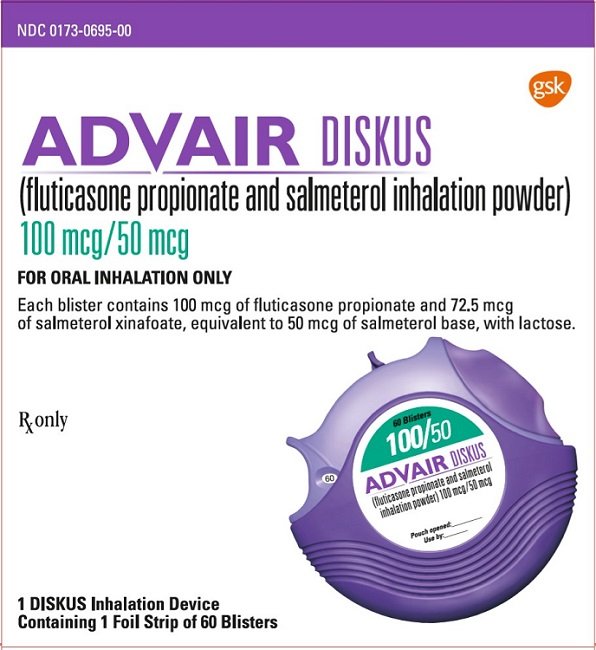 NDC 0173-0695-00
gsk
ADVAIR DISKUS
(fluticasone propionate and salmeterol inhalation powder)
100 mcg/50 mcg
FOR ORAL INHALATION ONLY
Each blister contains 100 mcg of fluticasone propionate and 72.5 mcg
of salmeterol xinafoate, equivalent to 50 mcg of salmeterol base, with lactose.
℞ only
60 Blisters
100/50
ADVAIR DISKUS
(fluticasone propionate and salmeterol
inhalation powder) 100 mcg/50 mcg
60
Pouch opened:______
Use by:______
1 DISKUS Inhalation Device
Containing 1 Foil Strip of 60 Blisters